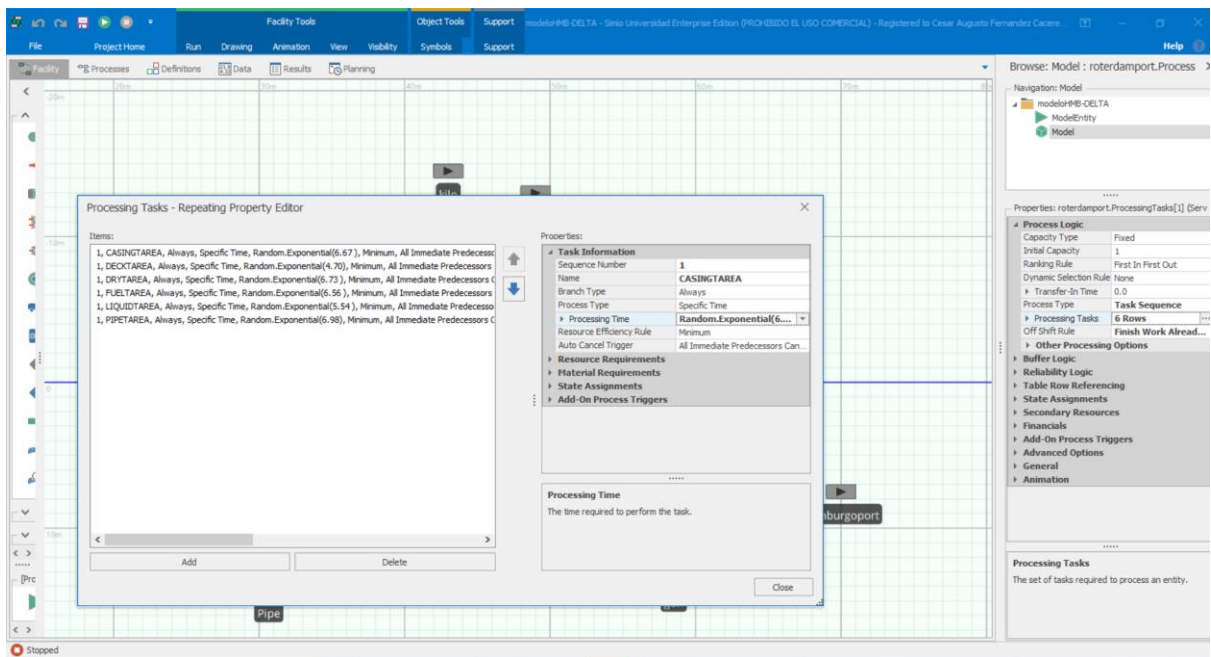 Facility Tools
Object Tools
Support
modeloHMB-DELTA - Simio Universidad Enterprise Edition (PROHIBIDO EL USO COMERCIAL) - Registered to Cesar Augusto Fernandez Cacere...
File
Project Home
Run
Drawing
Animation
View
Visibility
Symbols
Support
Help
Facility
Processes
Definitions
Data
Results
Planning
Browse: Model : roterdamport.Process
Navigation: Model
modeloHMB-DELTA
ModelEntity
Model
20m
30m
40m
50m
60m
70m
-20m
-10m
0
10m
kilo
Processing Tasks - Repeating Property Editor
Items:
1, CASINGTAREA, Always, Specific Time, Random.Exponential(6.67 ), Minimum, All Immediate Predecesso
1, DECKTAREA, Always, Specific Time, Random.Exponential(4.70), Minimum, All Immediate Predecessors
1, DRYTAREA, Always, Specific Time, Random.Exponential(6.73 ), Minimum, All Immediate Predecessors C
1, FUELTAREA, Always, Specific Time, Random.Exponential(6.56 ), Minimum, All Immediate Predecessors
1, LIQUIDTAREA, Always, Specific Time, Random.Exponential(5.54 ), Minimum, All Immediate Predecesso
1, PIPETAREA, Always, Specific Time, Random.Exponential(6.98), Minimum, All Immediate Predecessors C
Add
Delete
Properties:
Task Information
Sequence Number 1
Name CASINGTAREA
Branch Type Always
Process Type Specific Time
Processing Time Random.Exponential(6....
Resource Efficiency Rule Minimum
Auto Cancel Trigger All Immediate Predecessors Can...
Resource Requirements
Material Requirements
State Assignments
Add-On Process Triggers
Processing Time
The time required to perform the task.
Close
nburgoport
Pipe
Properties: roterdamport.ProcessingTasks[1] (Serv
Process Logic
Capacity Type Fixed
Initial Capacity 1
Ranking Rule First In First Out
Dynamic Selection Rule None
Transfer-In Time 0.0
Process Type Task Sequence
Processing Tasks 6 Rows ...
Off Shift Rule Finish Work Alread...
Other Processing Options
Buffer Logic
Reliability Logic
Table Row Referencing
State Assignments
Secondary Resources
Financials
Add-On Process Triggers
Advanced Options
General
Animation
Processing Tasks
The set of tasks required to process an entity.
[Prc
Stopped